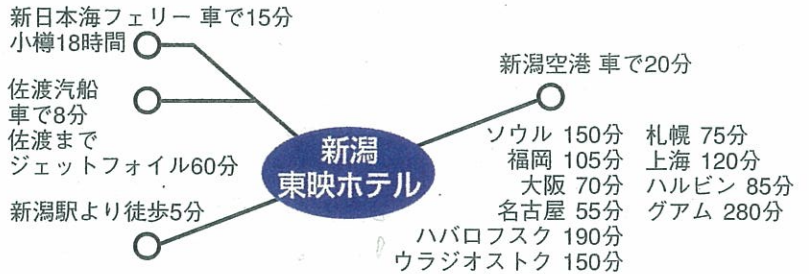 新日本海フェリー 車で15分
小樽18時間
佐渡汽船
車で8分
佐渡まで
ジェットフォイル60分
新潟駅より徒歩5分
新潟
東映ホテル
新潟空港 車で20分
ソウル 150分 札幌 75分
福岡 105分 上海 120分
大阪 70分 ハルビン 85分
名古屋 55分 グアム 280分
ハバロフスク 190分
ウラジオストク 150分